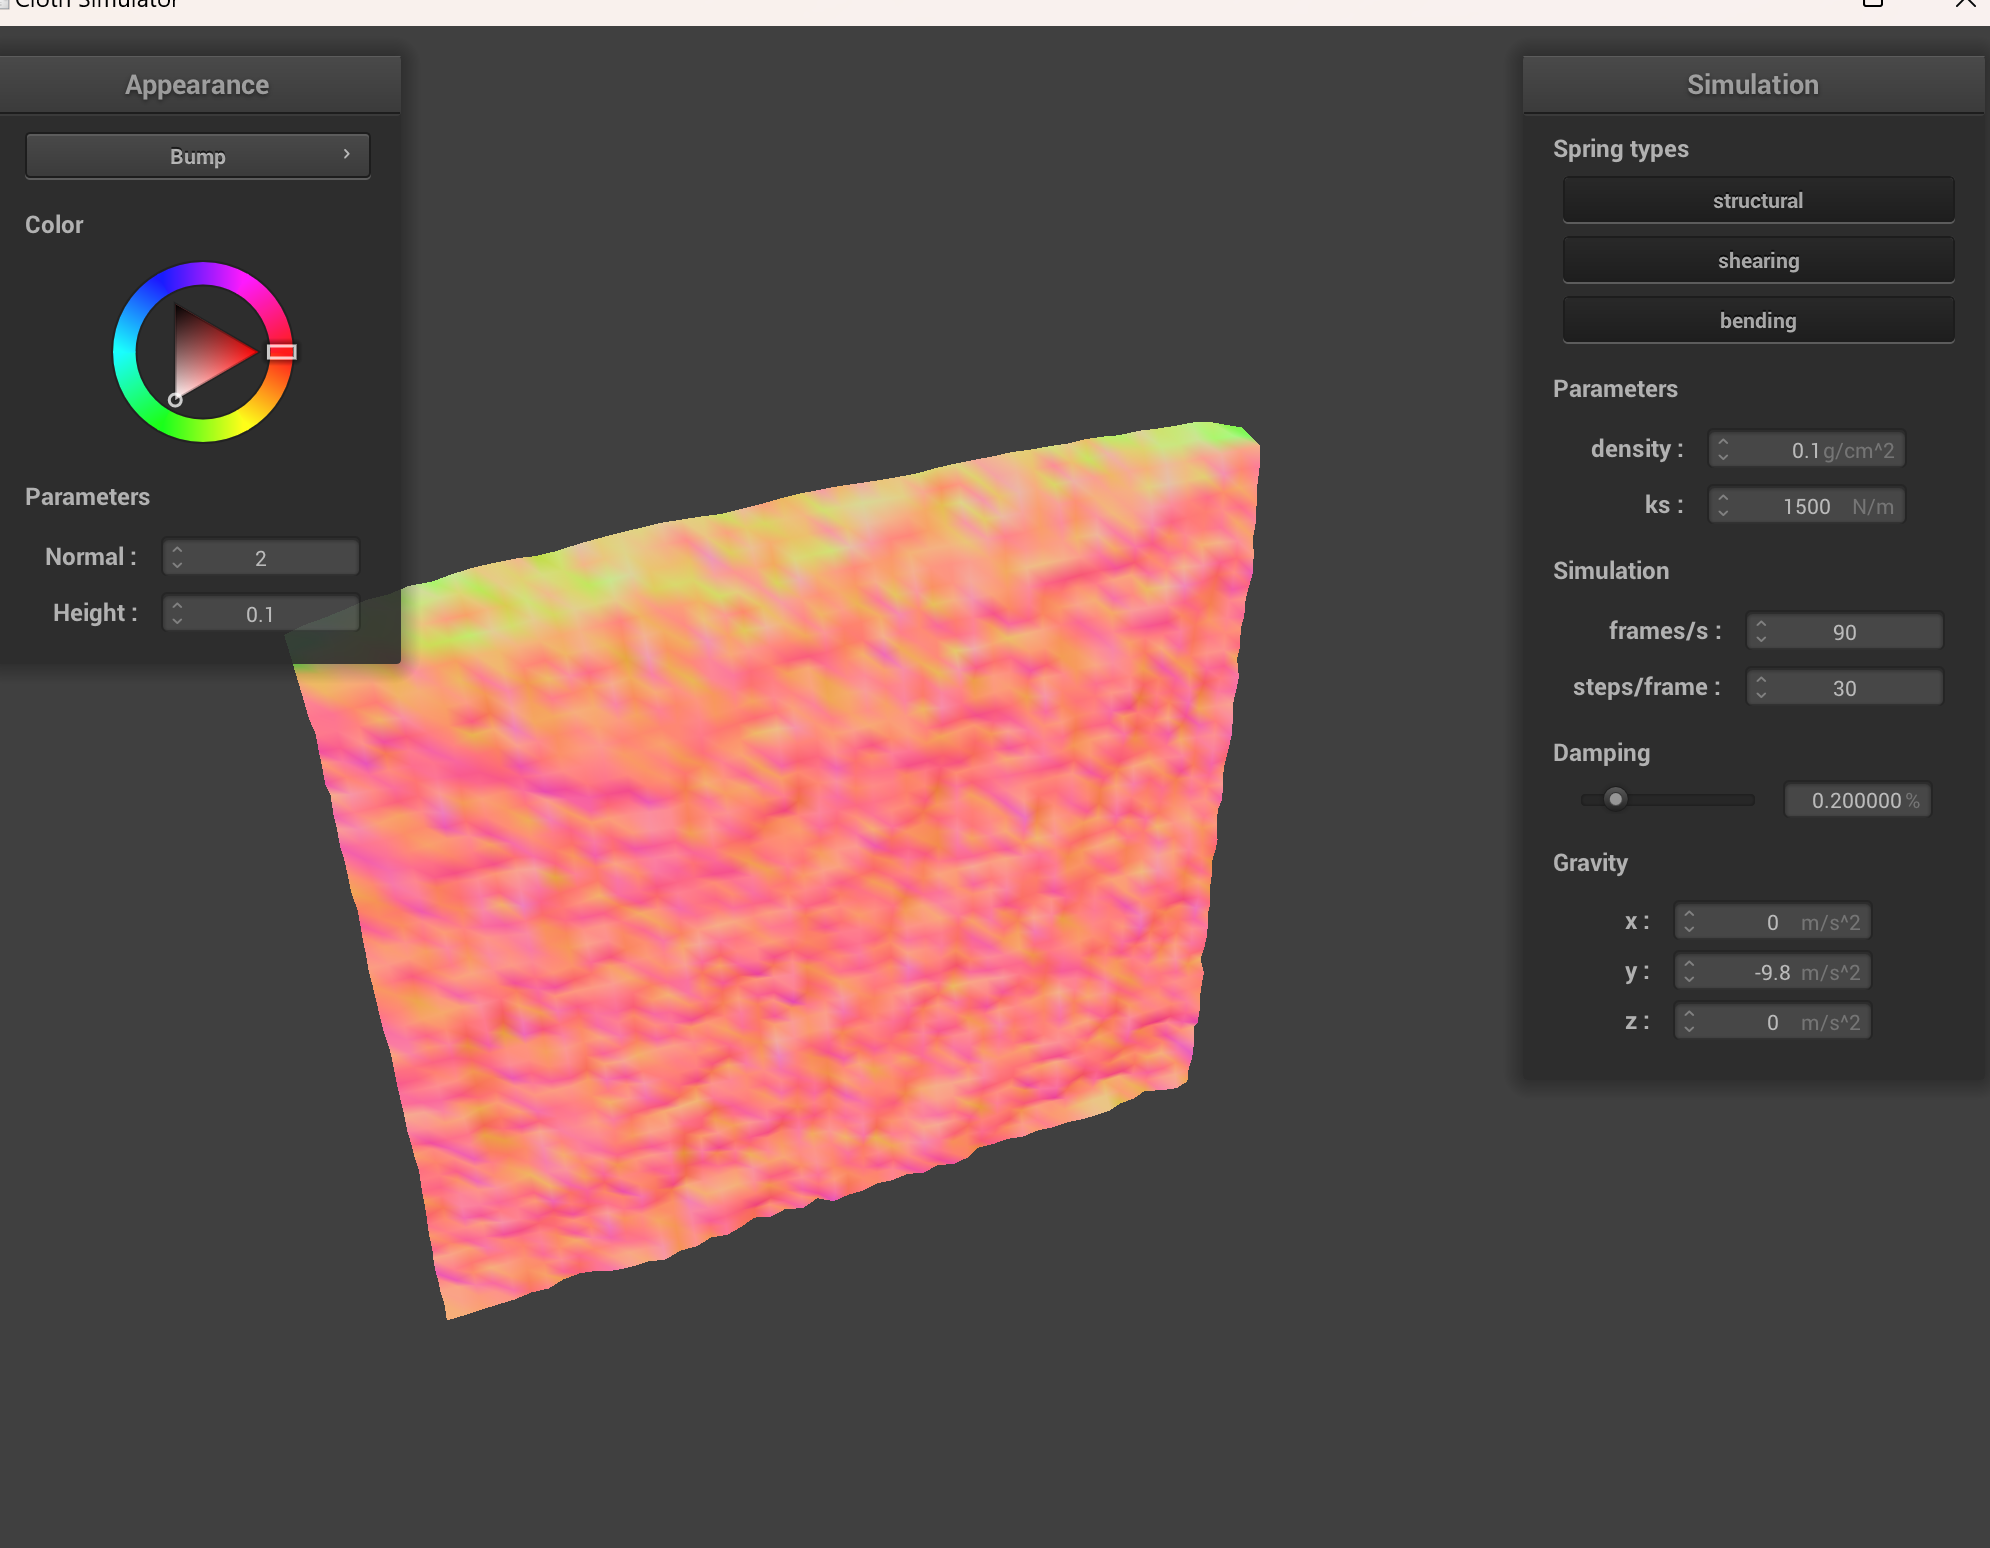 Cloth Simulator
Appearance
Bump
Color
Parameters
Normal : 2
Height : 0.1
Simulation
Spring types
structural
shearing
bending
Parameters
density : 0.1 g/cm^2
ks : 1500 N/m
Simulation
frames/s : 90
steps/frame : 30
Damping
0.200000 %
Gravity
x : 0 m/s^2
y : -9.8 m/s^2
z : 0 m/s^2